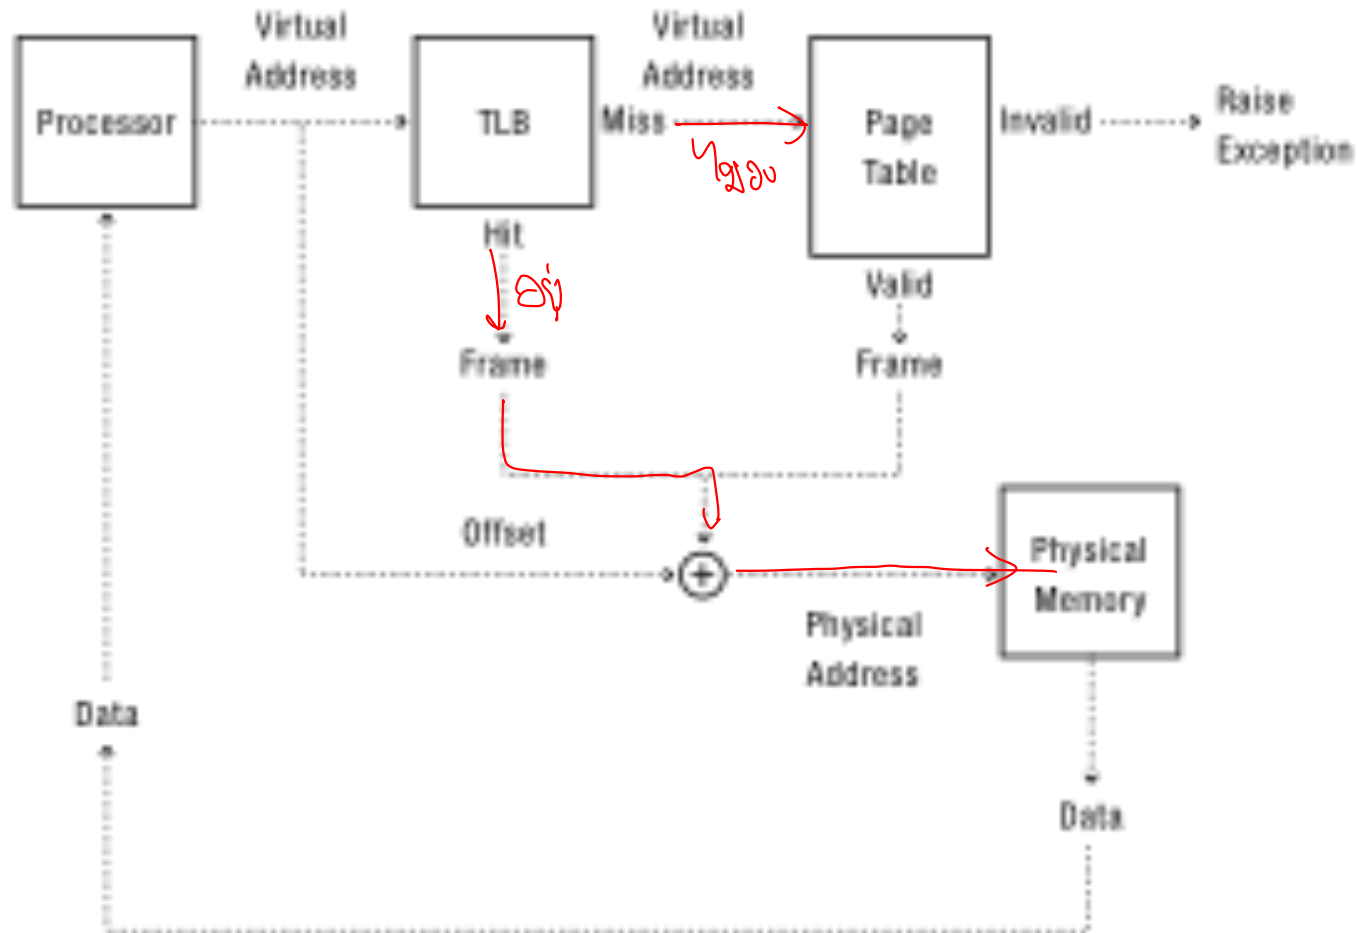 Virtual
Address
Virtual
Address
Processor
TLB
Miss
Page
Table
Invalid
Raise
Exception
Hit
Valid
Frame
Frame
Offset
Physical
Memory
Physical
Address
Data
Data